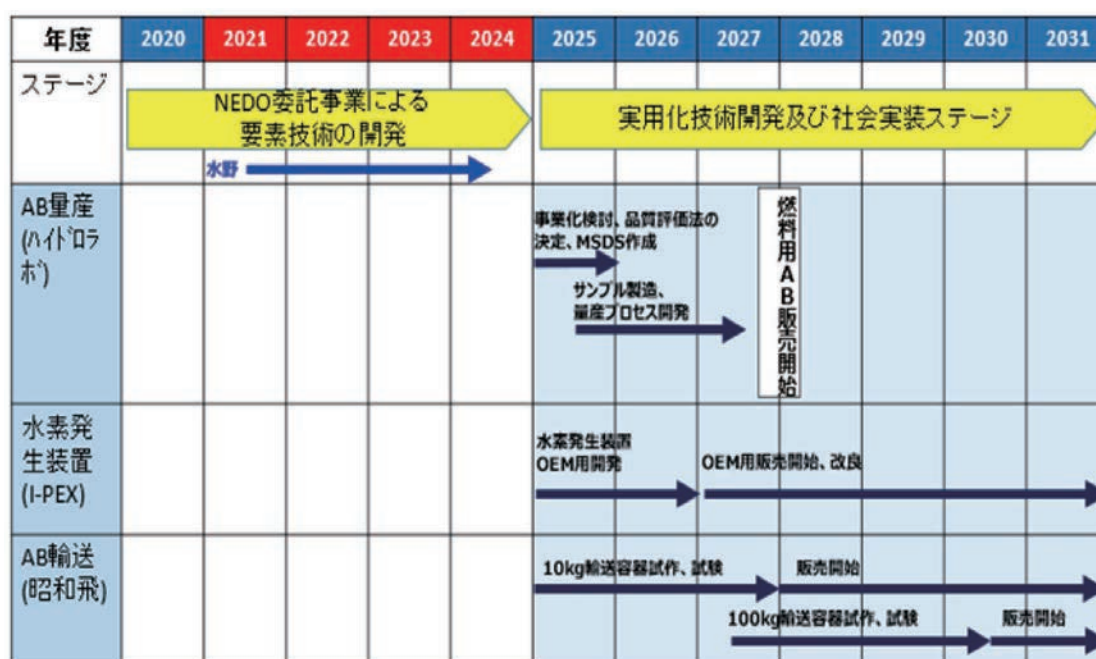 年度 2020 2021 2022 2023 2024 2025 2026 2027 2028 2029 2030 2031
ステージ
NEDO委託事業による
要素技術の開発
実用化技術開発及び社会実装ステージ
水野
AB量産
(ハイドロラ
ボ)
事業化検討、品質評価法の
決定、MSDS作成
サンプル製造、
量産プロセス開発
燃料用AB販売開始
水素発
生装置
(I-PEX)
水素発生装置
OEM用開発
OEM用販売開始、改良
AB輸送
(昭和飛)
10kg輸送容器試作、試験
販売開始
100kg輸送容器試作、試験
販売開始